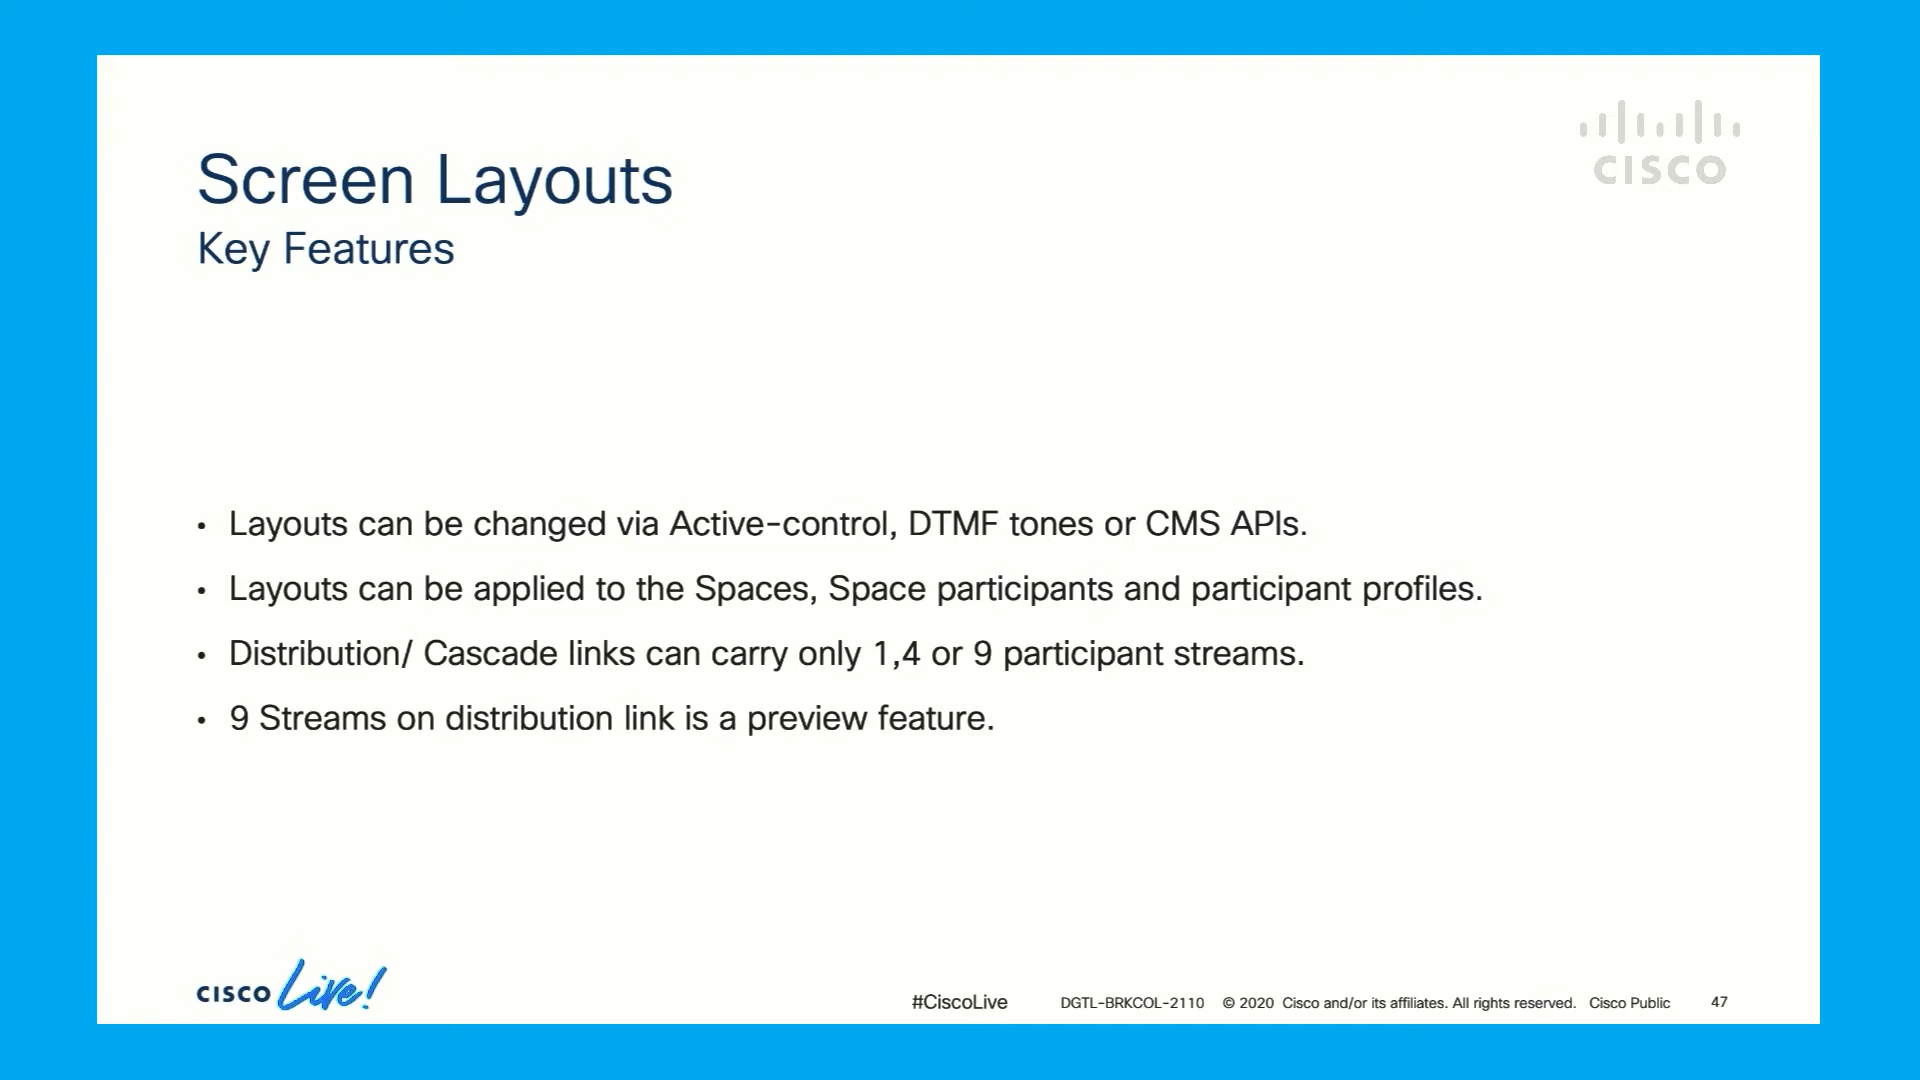 CISCO
Screen Layouts
Key Features
• Layouts can be changed via Active-control, DTMF tones or CMS APIs.
• Layouts can be applied to the Spaces, Space participants and participant profiles.
• Distribution/ Cascade links can carry only 1,4 or 9 participant streams.
• 9 Streams on distribution link is a preview feature.
CISCO Live!
#CiscoLive DGTL-BRKCOL-2110 © 2020 Cisco and/or its affiliates. All rights reserved. Cisco Public 47